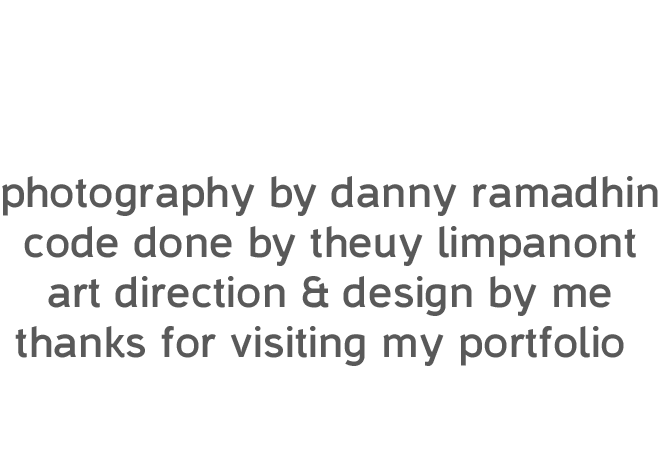 photography by danny ramadhin
code done by theuy limpanont
art direction & design by me
thanks for visiting my portfolio